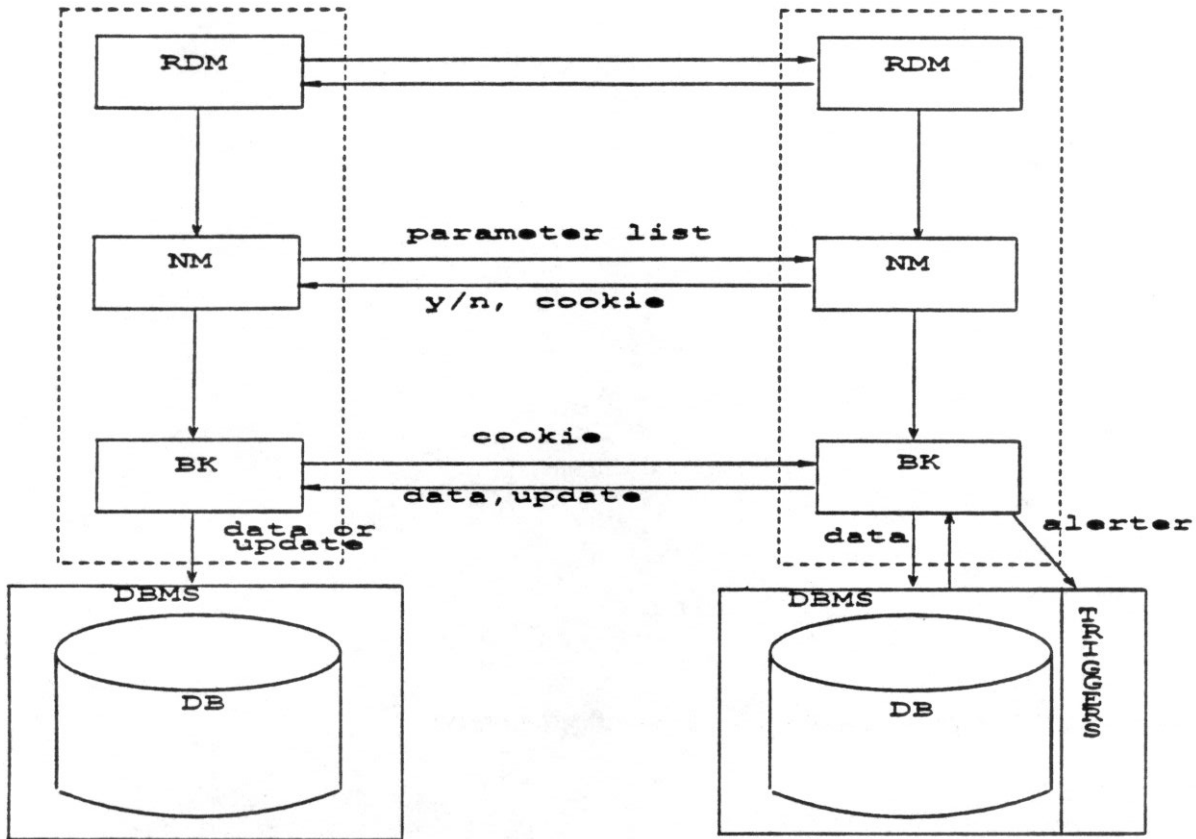 RDM
RDM
parameter list
NM
NM
y/n, cookie
cookie
BK
BK
data,update
data or
update
data
alerter
DBMS
DBMS
TRIGGERS
DB
DB